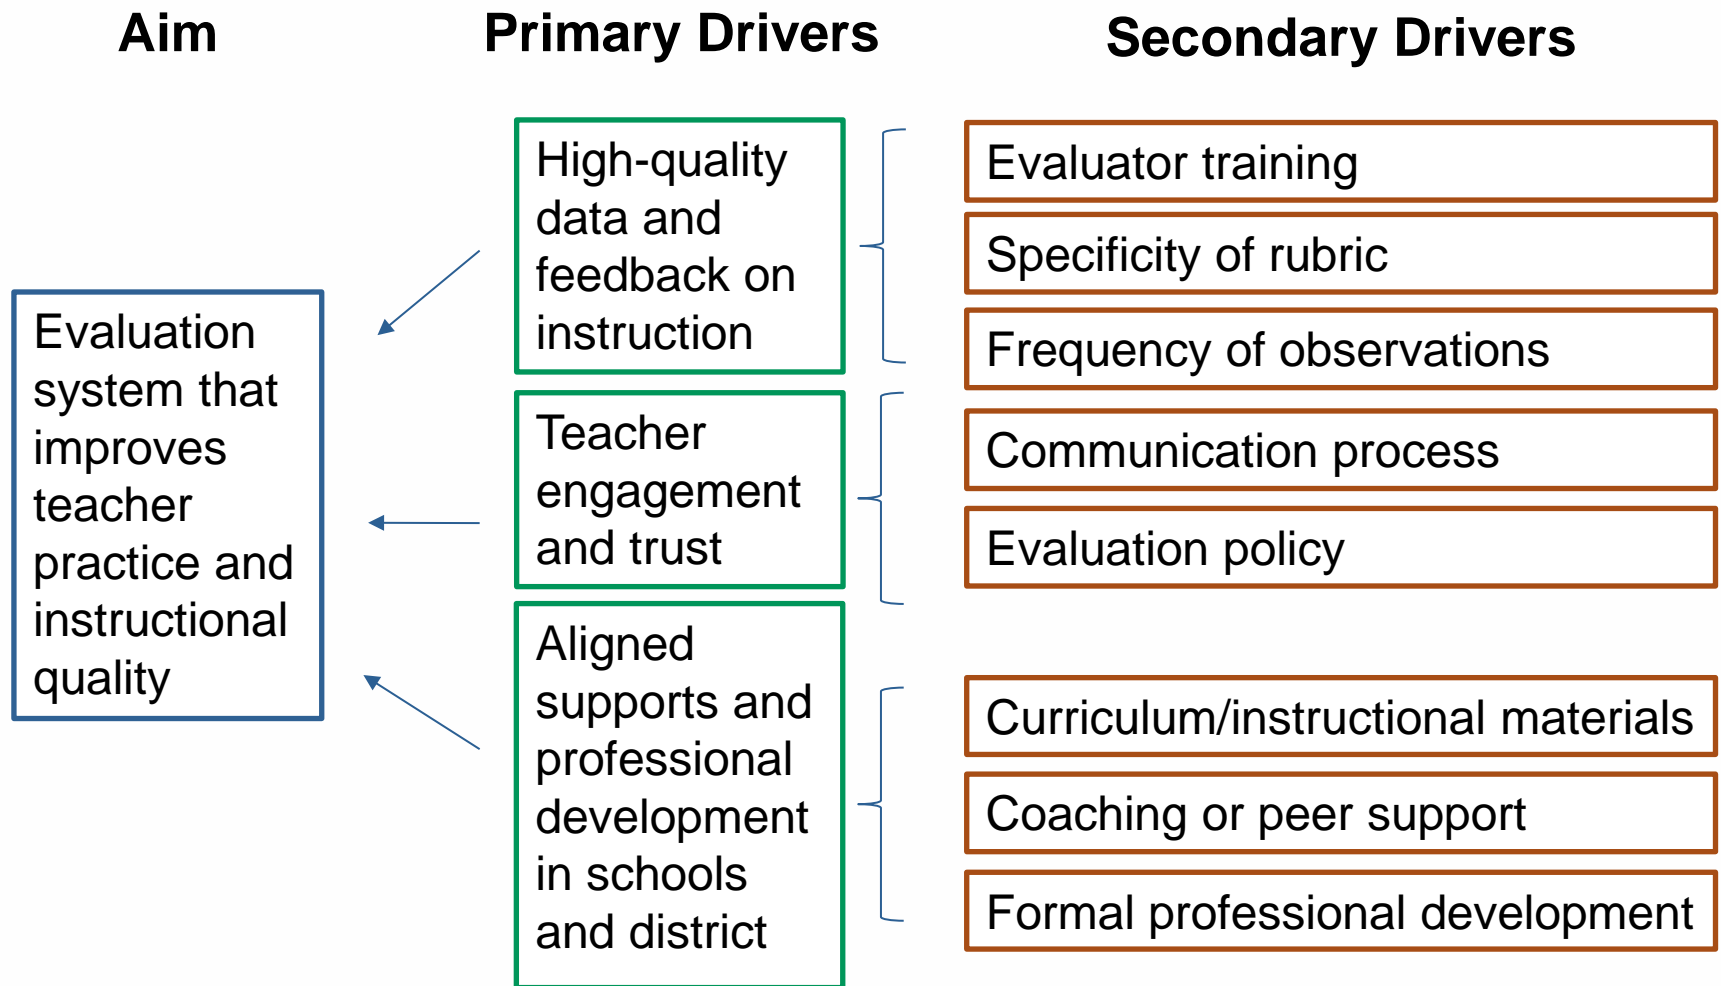 Aim
Primary Drivers
Secondary Drivers
Evaluation
system that
improves
teacher
practice and
instructional
quality
High-quality
data and
feedback on
instruction
Teacher
engagement
and trust
Aligned
supports and
professional
development
in schools
and district
Evaluator training
Specificity of rubric
Frequency of observations
Communication process
Evaluation policy
Curriculum/instructional materials
Coaching or peer support
Formal professional development